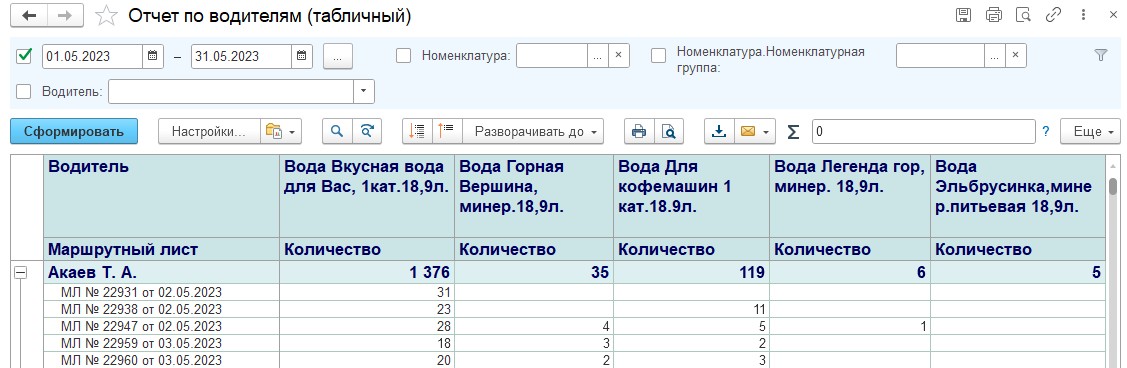 Отчет по водителям (табличный)
01.05.2023 – 31.05.2023 ... Номенклатура: ... × Номенклатура.Номенклатурная группа: ... ×
Водитель:
Сформировать Настройки... Разворачивать до Σ 0 ? Еще
Водитель Вода Вкусная вода для Вас, 1кат.18,9л. Вода Горная Вершина, минер.18,9л. Вода Для кофемашин 1 кат.18.9л. Вода Легенда гор, минер. 18,9л. Вода Эльбрусинка,минер.питьевая 18,9л.
Маршрутный лист Количество Количество Количество Количество Количество
Акаев Т. А. 1 376 35 119 6 5
МЛ № 22931 от 02.05.2023 31
МЛ № 22938 от 02.05.2023 23 11
МЛ № 22947 от 02.05.2023 28 4 5 1
МЛ № 22959 от 03.05.2023 18 3 2
МЛ № 22960 от 03.05.2023 20 2 3